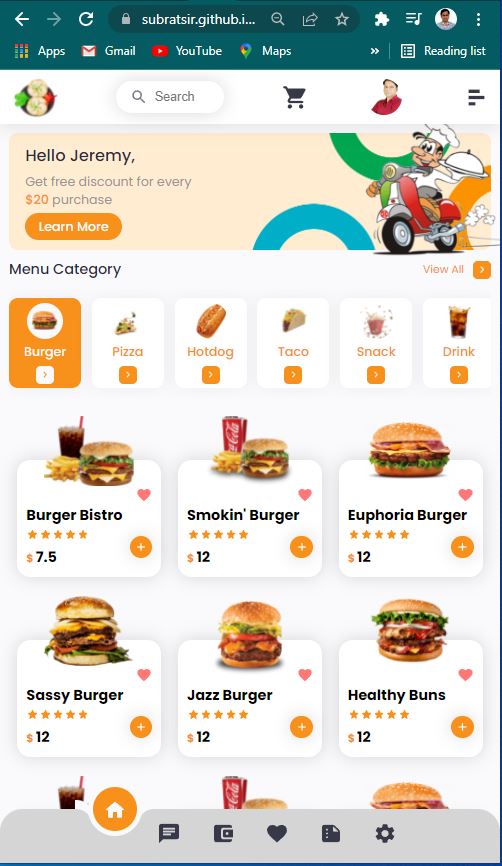 subratsir.github.i...
Apps
Gmail
YouTube
Maps
»
Reading list
Search
Hello Jeremy,
Get free discount for every
$20 purchase
Learn More
Menu Category
View All
Burger
Pizza
Hotdog
Taco
Snack
Drink
Burger Bistro
$ 7.5
Smokin' Burger
$ 12
Euphoria Burger
$ 12
Sassy Burger
$ 12
Jazz Burger
$ 12
Healthy Buns
$ 12